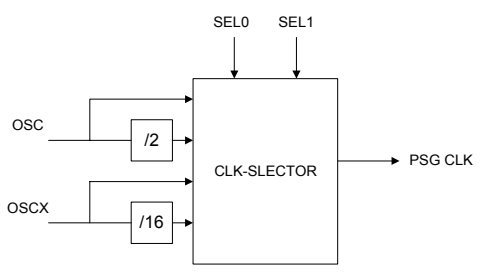 SEL0 SEL1
OSC
/2
CLK-SLECTOR
PSG CLK
OSCX
/16